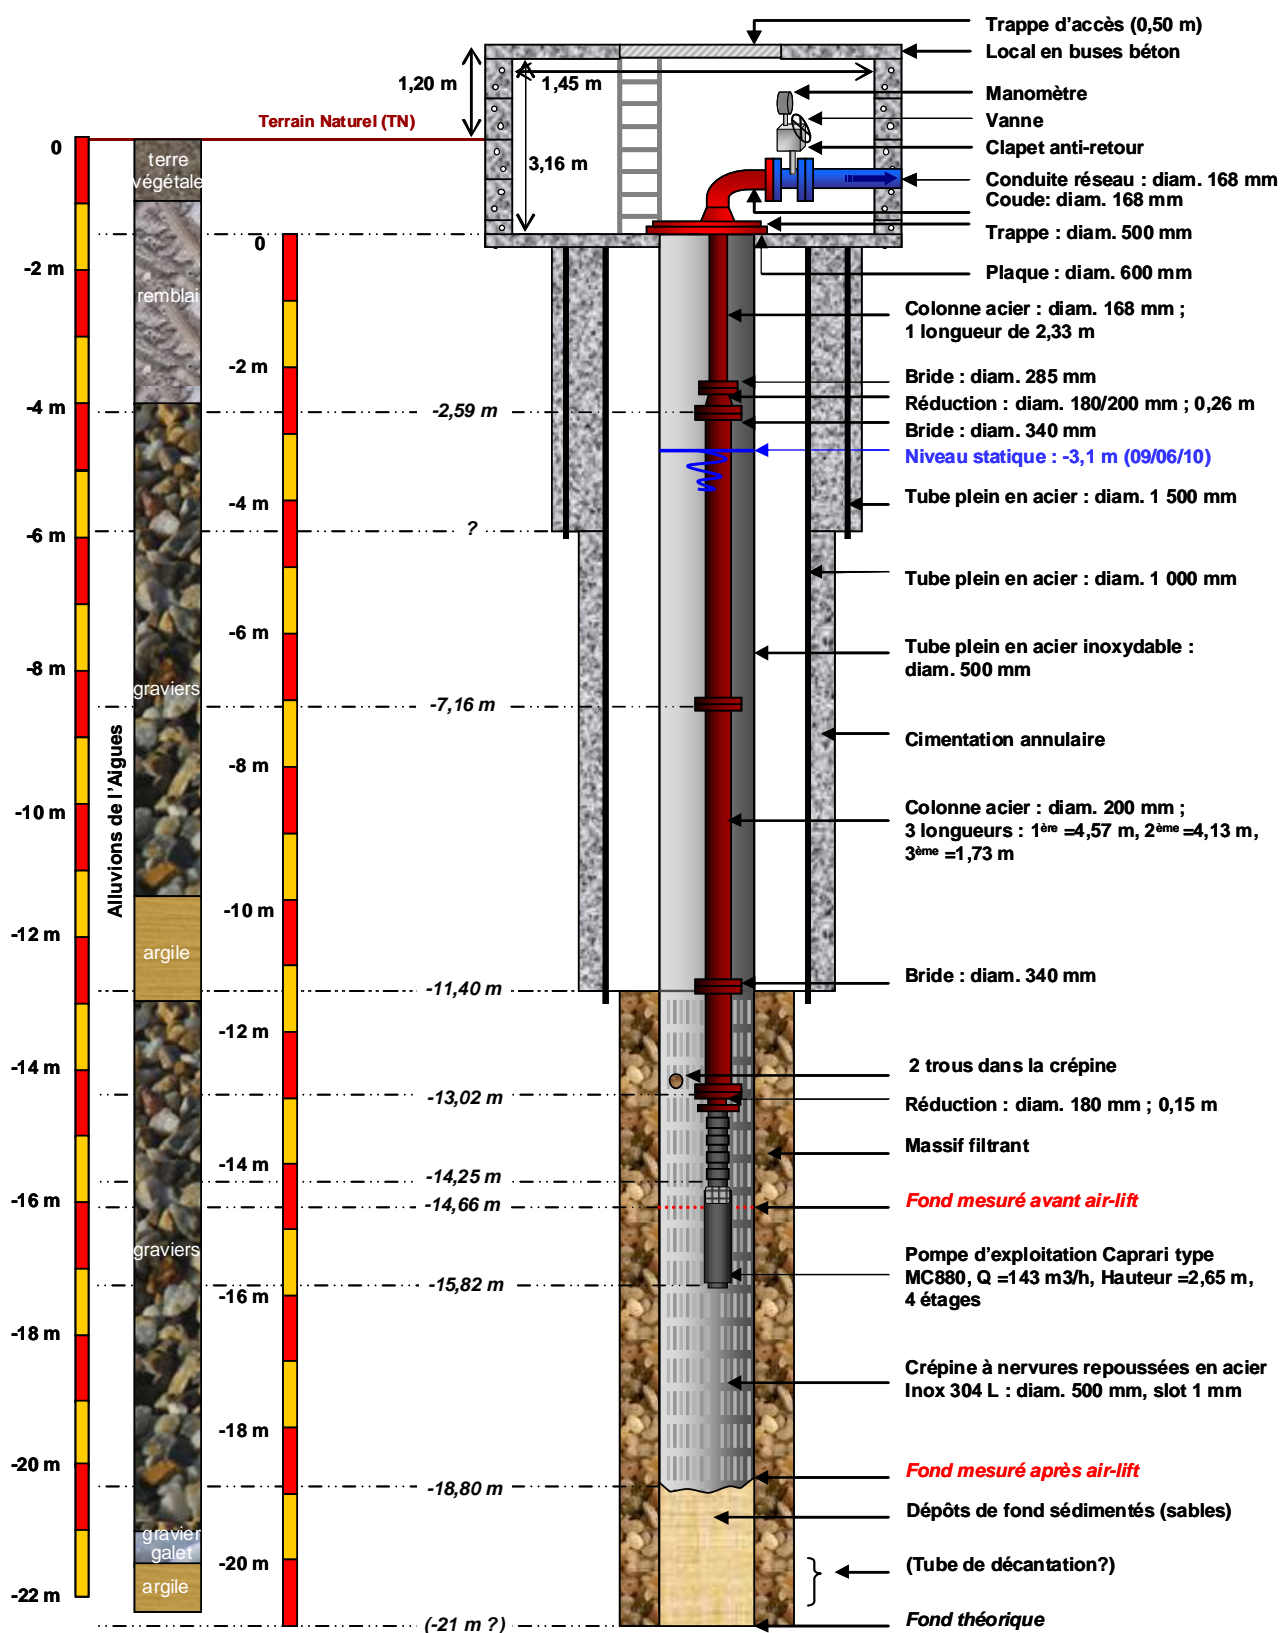 Trappe d'accès (0,50 m)
Local en buses béton
1,20 m
1,45 m
Manomètre
Terrain Naturel (TN)
Vanne
0
Clapet anti-retour
terre
végétale
3,16 m
Conduite réseau : diam. 168 mm
Coude: diam. 168 mm
Trappe : diam. 500 mm
0
-2 m
Plaque : diam. 600 mm
remblai
Colonne acier : diam. 168 mm ;
1 longueur de 2,33 m
-2 m
Bride : diam. 285 mm
-4 m
-2,59 m
Réduction : diam. 180/200 mm ; 0,26 m
Bride : diam. 340 mm
Niveau statique : -3,1 m (09/06/10)
-4 m
Tube plein en acier : diam. 1 500 mm
-6 m
?
Tube plein en acier : diam. 1 000 mm
-6 m
Tube plein en acier inoxydable :
diam. 500 mm
-8 m
graviers
-7,16 m
Cimentation annulaire
-8 m
Alluvions de l'Aigues
-10 m
Colonne acier : diam. 200 mm ;
3 longueurs : 1ère =4,57 m, 2ème =4,13 m,
3ème =1,73 m
-10 m
-12 m
argile
-11,40 m
Bride : diam. 340 mm
-12 m
-14 m
2 trous dans la crépine
-13,02 m
Réduction : diam. 180 mm ; 0,15 m
Massif filtrant
-14 m
-14,25 m
-16 m
-14,66 m
Fond mesuré avant air-lift
graviers
Pompe d'exploitation Caprari type
MC880, Q =143 m3/h, Hauteur =2,65 m,
4 étages
-15,82 m
-16 m
-18 m
Crépine à nervures repoussées en acier
Inox 304 L : diam. 500 mm, slot 1 mm
-18 m
-20 m
Fond mesuré après air-lift
-18,80 m
Dépôts de fond sédimentés (sables)
gravier
galet
-20 m
(Tube de décantation?)
argile
-22 m
(-21 m ?)
Fond théorique